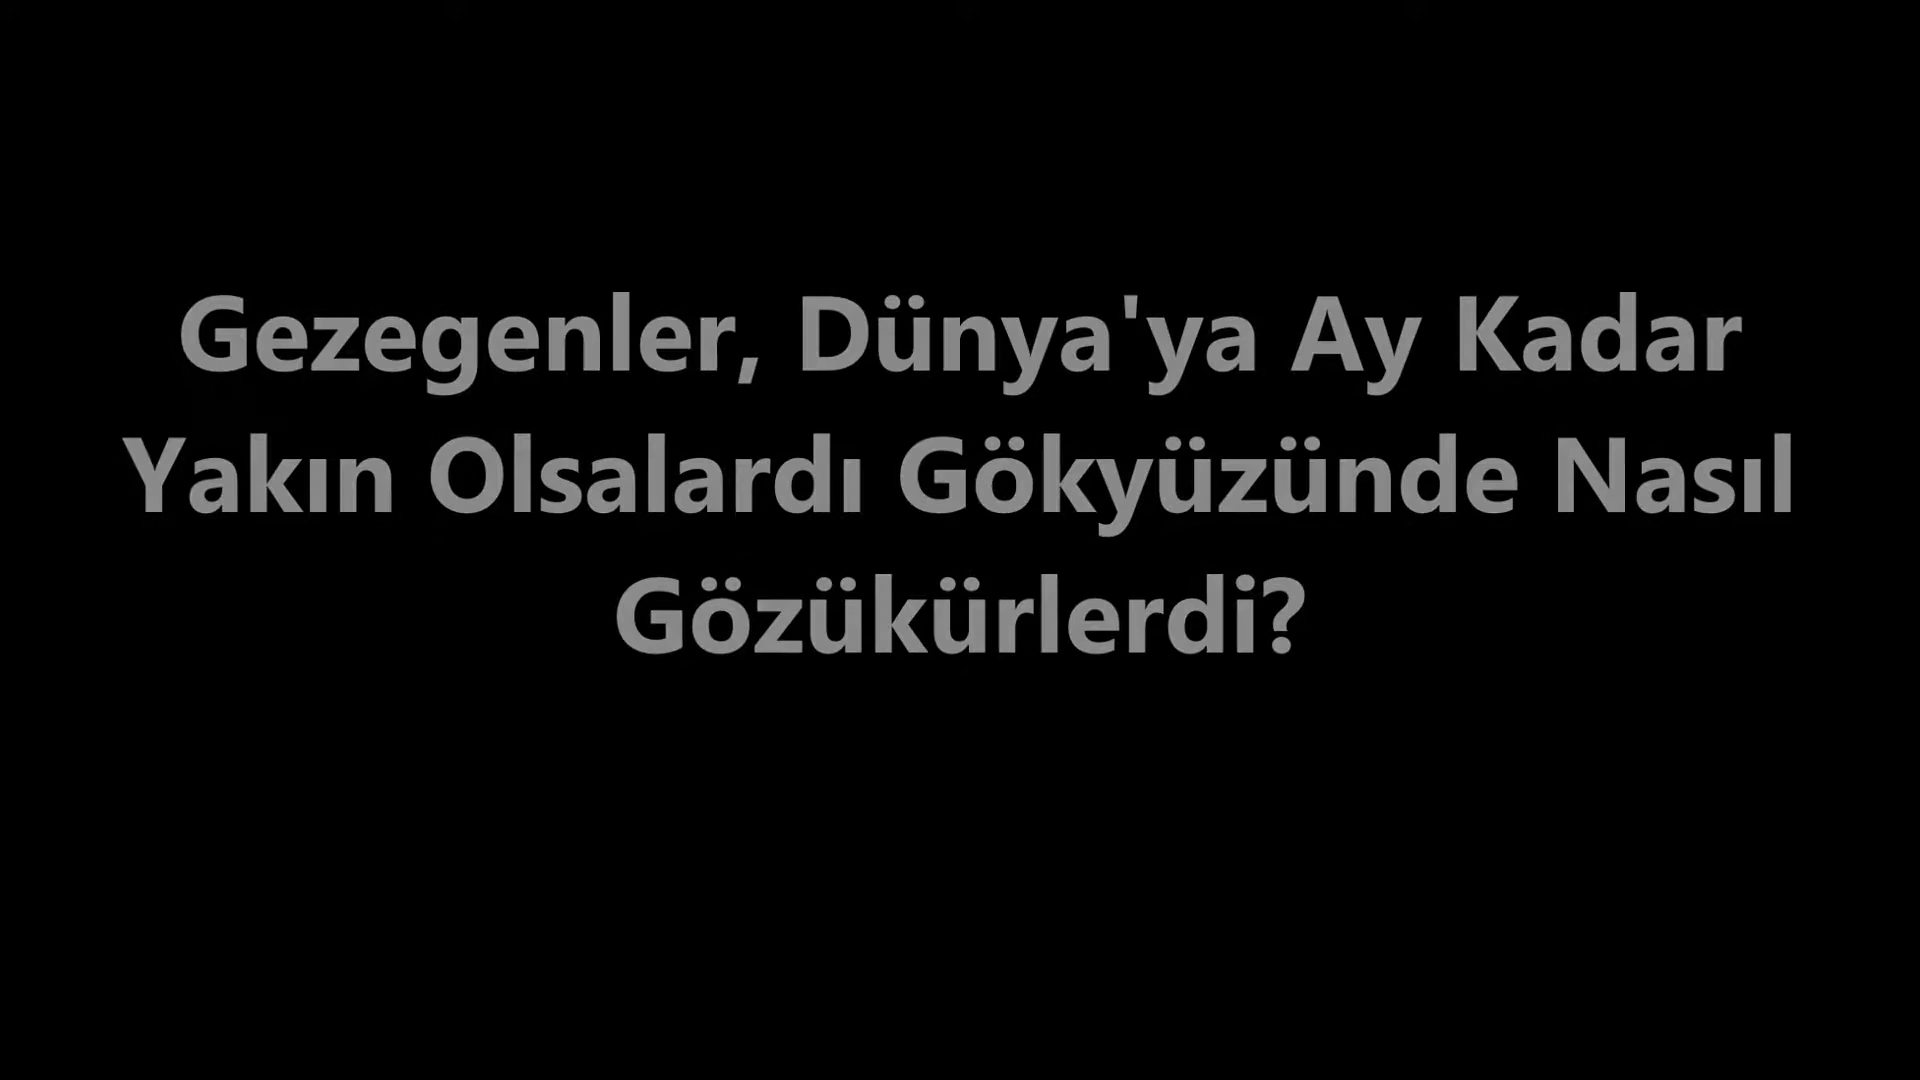 Gezegenler, Dünya'ya Ay Kadar
Yakın Olsalardı Gökyüzünde Nasıl
Gözükürlerdi?